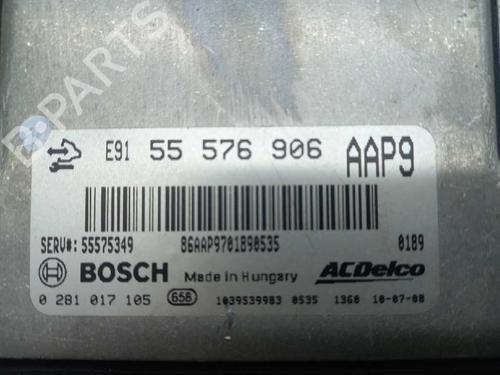 B-PARTS
E91 55 576 906 AAP9
SERV#: 55575349 86AAP9701890535 0189
BOSCH Made in Hungary ACDelco
0 281 017 105 658 1039S39983 0535 1360 10-07-08